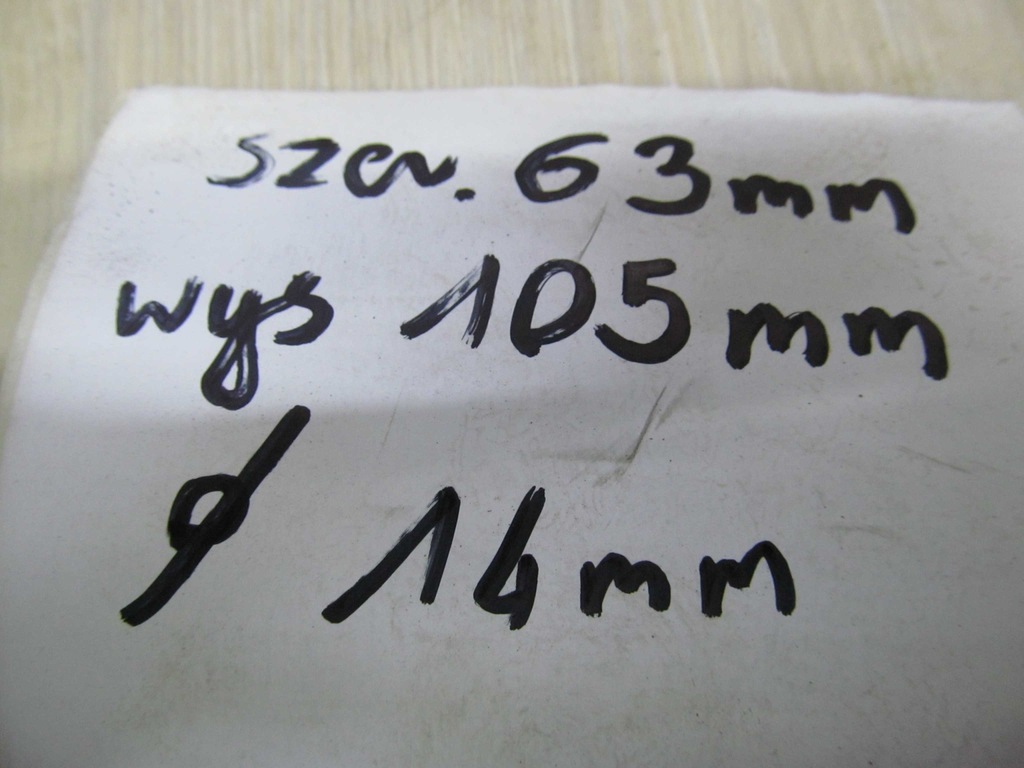 szer. 63mm
wys 105mm
ϕ 14mm